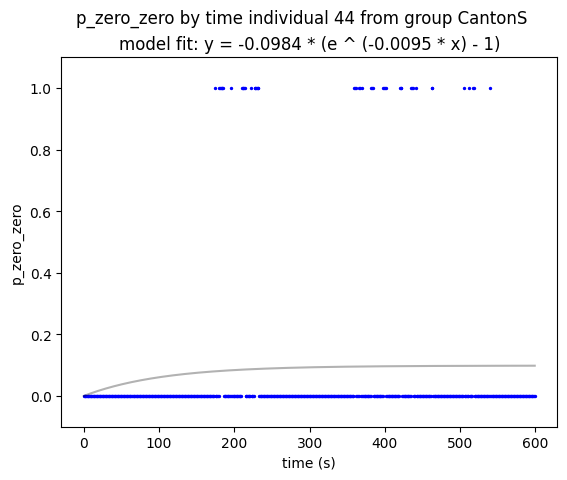 p_zero_zero by time individual 44 from group CantonS
model fit: y = -0.0984 * (e ^ (-0.0095 * x) - 1)
1.0
0.8
0.6
0.4
0.2
0.0
p_zero_zero
0 100 200 300 400 500 600
time (s)